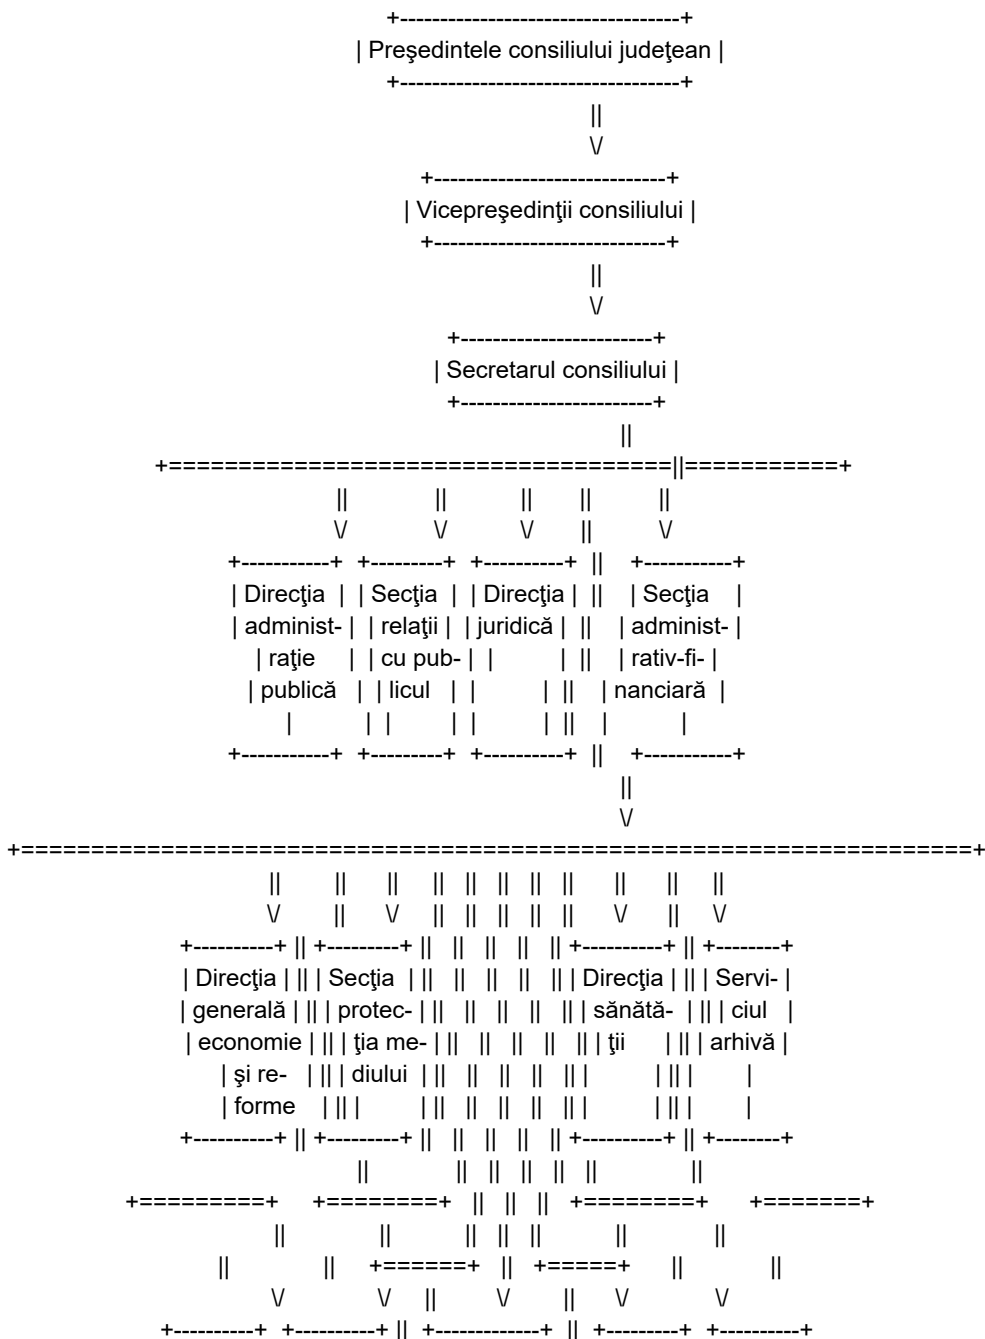 +-----------------------------------+
| Preşedintele consiliului judeţean |
+-----------------------------------+
||
\/
+-----------------------------+
| Vicepreşedinţii consiliului |
+-----------------------------+
||
\/
+------------------------+
| Secretarul consiliului |
+------------------------+
||
+====================================||===========+
|| || || || ||
\/ \/ \/ || \/
+-----------+ +---------+ +----------+ || +-----------+
| Direcţia | | Secţia | | Direcţia | || | Secţia |
| administ- | | relaţii | | juridică | || | administ- |
| raţie | | cu pub- | | | || | rativ-fi- |
| publică | | licul | | | || | nanciară |
| | | | | | || | |
+-----------+ +---------+ +----------+ || +-----------+
||
\/
+====================================================================+
|| || || || || || || || || || ||
\/ || \/ || || || || || \/ || \/
+----------+ || +---------+ || || || || || +----------+ || +--------+
| Direcţia | || | Secţia | || || || || || | Direcţia | || | Servi- |
| generală | || | protec- | || || || || || | sănătă- | || | ciul |
| economie | || | ţia me- | || || || || || | ţii | || | arhivă |
| şi re- | || | diului | || || || || || | | || | |
| forme | || | | || || || || || | | || | |
+----------+ || +---------+ || || || || || +----------+ || +--------+
|| || || || || || ||
+=========+ +========+ || || || +========+ +=======+
|| || || || || || ||
|| || +======+ || +=====+ || ||
\/ \/ || \/ || \/ \/
+----------+ +----------+ || +-------------+ || +---------+ +----------+